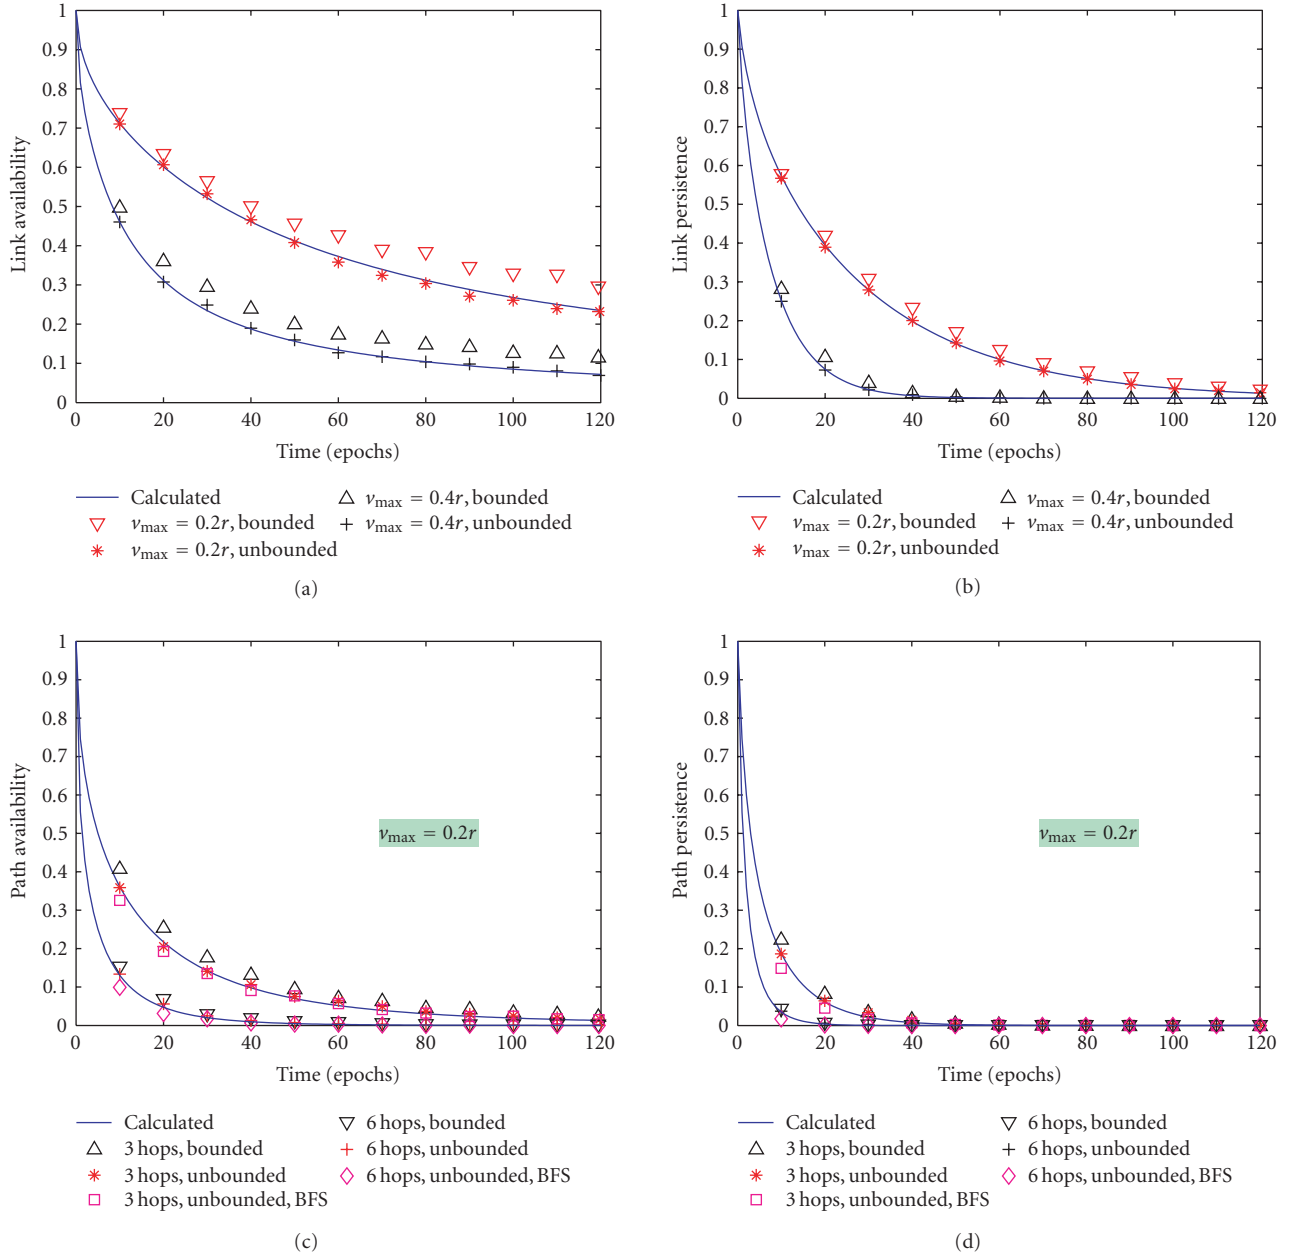 1
0.9
0.8
0.7
0.6
0.5
0.4
0.3
0.2
0.1
0
Link availability
0 20 40 60 80 100 120
Time (epochs)
Calculated
νmax = 0.2r, bounded
νmax = 0.2r, unbounded
νmax = 0.4r, bounded
νmax = 0.4r, unbounded
(a)
1
0.9
0.8
0.7
0.6
0.5
0.4
0.3
0.2
0.1
0
Link persistence
0 20 40 60 80 100 120
Time (epochs)
Calculated
νmax = 0.2r, bounded
νmax = 0.2r, unbounded
νmax = 0.4r, bounded
νmax = 0.4r, unbounded
(b)
1
0.9
0.8
0.7
0.6
0.5
0.4
0.3
0.2
0.1
0
Path availability
νmax = 0.2r
0 20 40 60 80 100 120
Time (epochs)
Calculated
3 hops, bounded
3 hops, unbounded
3 hops, unbounded, BFS
6 hops, bounded
6 hops, unbounded
6 hops, unbounded, BFS
(c)
1
0.9
0.8
0.7
0.6
0.5
0.4
0.3
0.2
0.1
0
Path persistence
νmax = 0.2r
0 20 40 60 80 100 120
Time (epochs)
Calculated
3 hops, bounded
3 hops, unbounded
3 hops, unbounded, BFS
6 hops, bounded
6 hops, unbounded
6 hops, unbounded, BFS
(d)